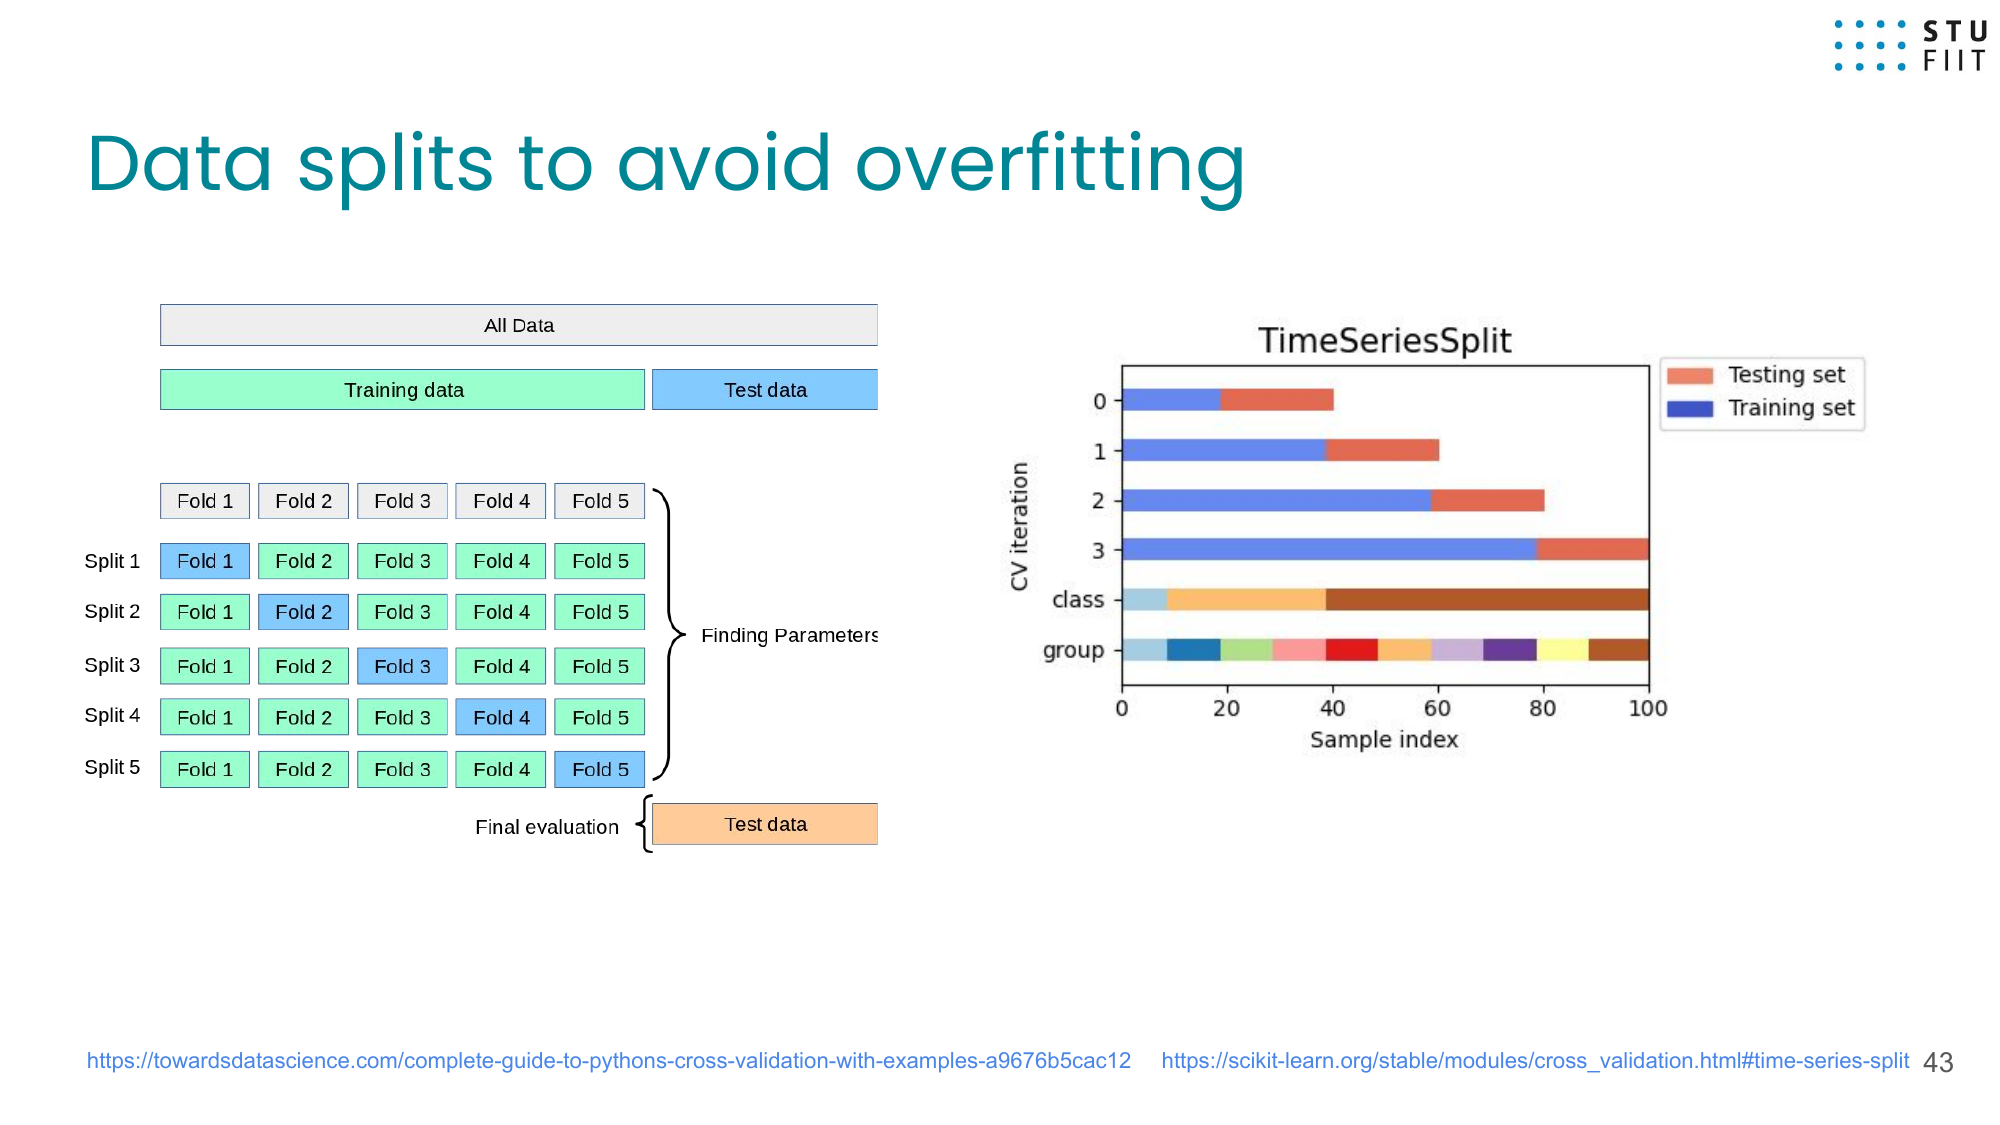 STU
FIIT
Data splits to avoid overfitting
All Data
Training data Test data
Fold 1 Fold 2 Fold 3 Fold 4 Fold 5
Split 1 Fold 1 Fold 2 Fold 3 Fold 4 Fold 5
Split 2 Fold 1 Fold 2 Fold 3 Fold 4 Fold 5
Finding Parameters
Split 3 Fold 1 Fold 2 Fold 3 Fold 4 Fold 5
Split 4 Fold 1 Fold 2 Fold 3 Fold 4 Fold 5
Split 5 Fold 1 Fold 2 Fold 3 Fold 4 Fold 5
Final evaluation Test data
TimeSeriesSplit
Testing set
Training set
CV iteration
0
1
2
3
class
group
0 20 40 60 80 100
Sample index
https://towardsdatascience.com/complete-guide-to-pythons-cross-validation-with-examples-a9676b5cac12 https://scikit-learn.org/stable/modules/cross_validation.html#time-series-split 43